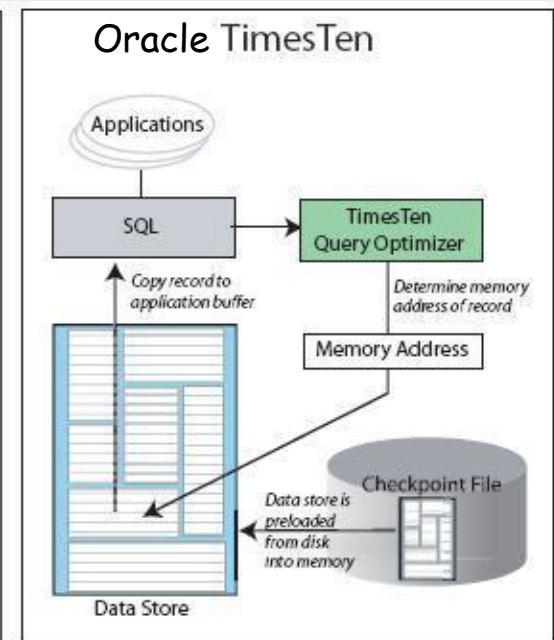 Oracle TimesTen
Applications
SQL
TimesTen
Query Optimizer
Copy record to
application buffer
Determine memory
address of record
Memory Address
Checkpoint File
Data store is
preloaded
from disk
into memory
Data Store